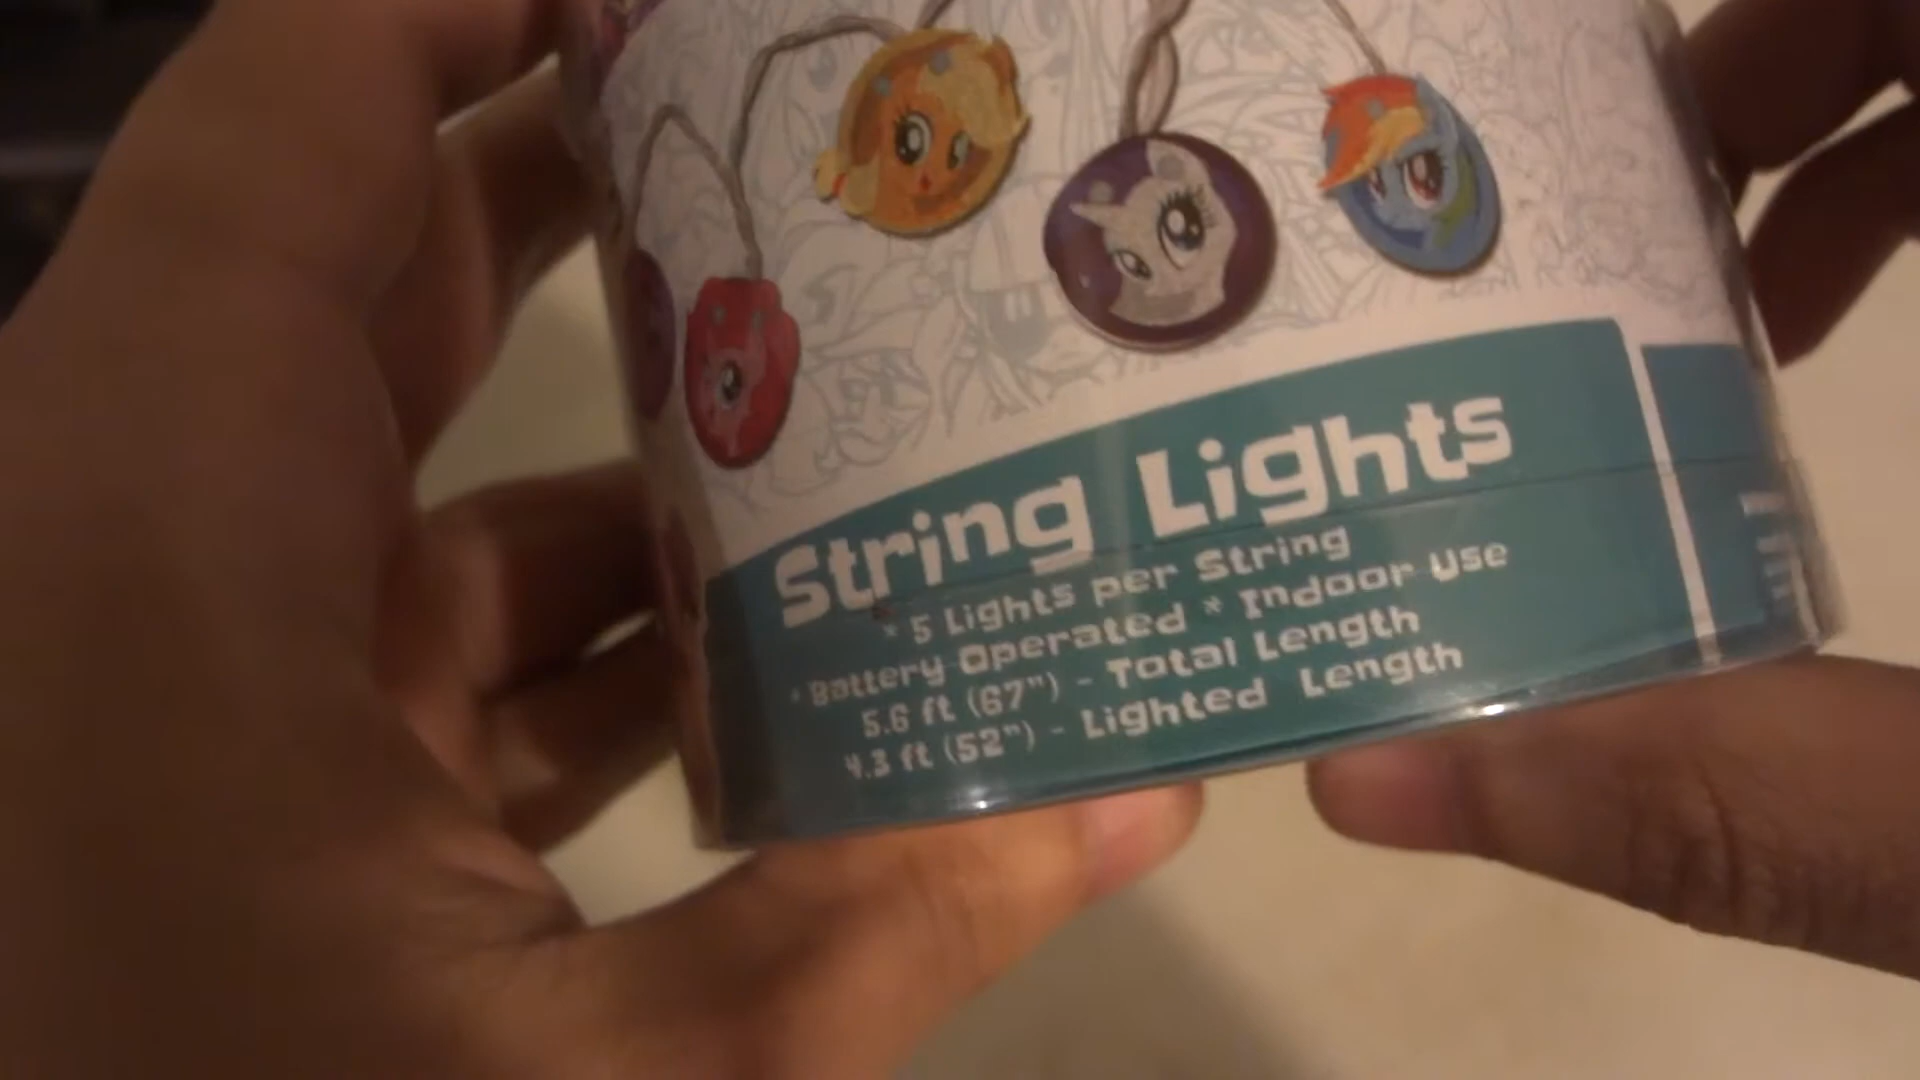 String Lights
* 5 Lights per String
* Battery Operated * Indoor Use
5.6 ft (67") - Total Length
4.3 ft (52") - Lighted Length